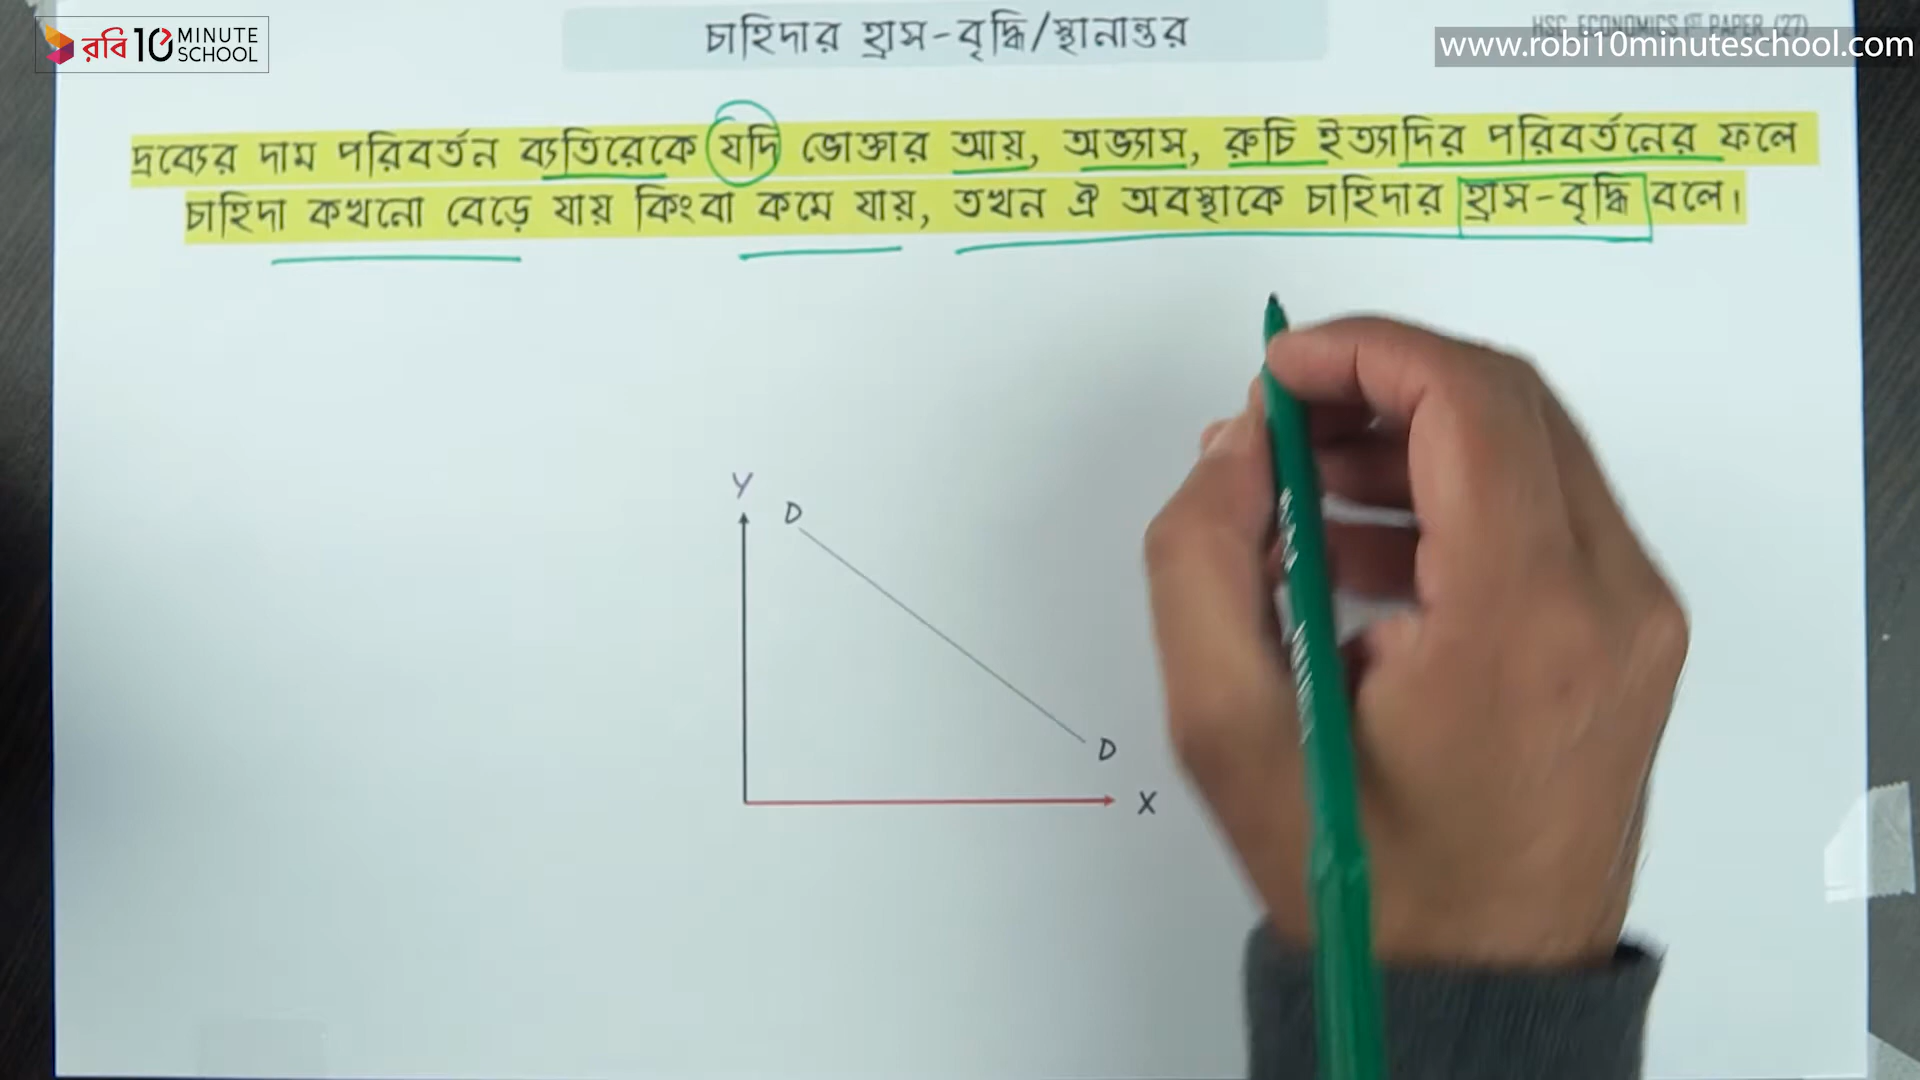 চাহিদার হ্রাস-বৃদ্ধি/স্থানান্তর
HSC ECONOMICS 1ST PAPER (27)
রবি 10 MINUTE SCHOOL
www.robi10minuteschool.com
দ্রব্যের দাম পরিবর্তন ব্যতিরেকে যদি ভোক্তার আয়, অভ্যাস, রুচি ইত্যাদির পরিবর্তনের ফলে
চাহিদা কখনো বেড়ে যায় কিংবা কমে যায়, তখন ঐ অবস্থাকে চাহিদার হ্রাস-বৃদ্ধি বলে।
Y
D
D
X